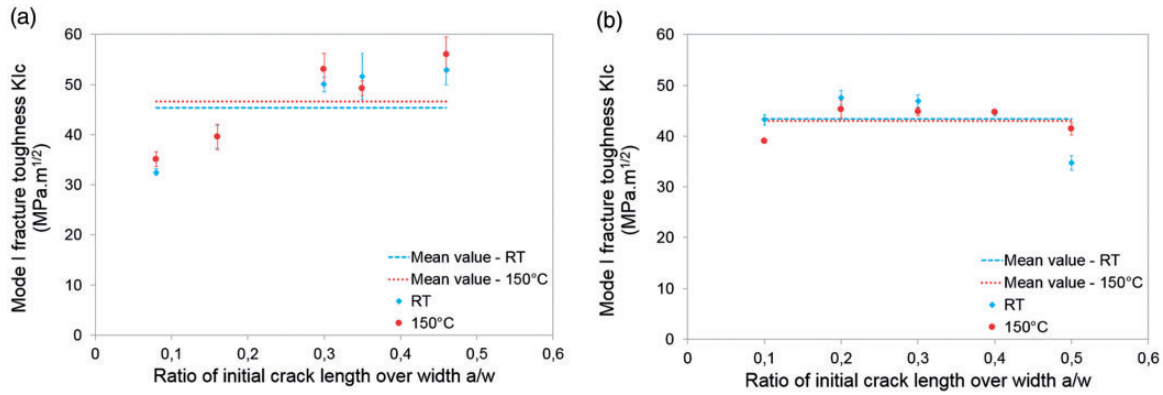 (a)
60
50
40
30
20
10
0
Mode I fracture toughness KIc
(MPa.m1/2)
Mean value - RT
Mean value - 150°C
RT
150°C
0 0,1 0,2 0,3 0,4 0,5 0,6
Ratio of initial crack length over width a/w
(b)
60
50
40
30
20
10
0
Mode I fracture toughness KIc
(MPa.m1/2)
Mean value - RT
Mean value - 150°C
RT
150°C
0 0,1 0,2 0,3 0,4 0,5 0,6
Ratio of initial crack length over width a/w